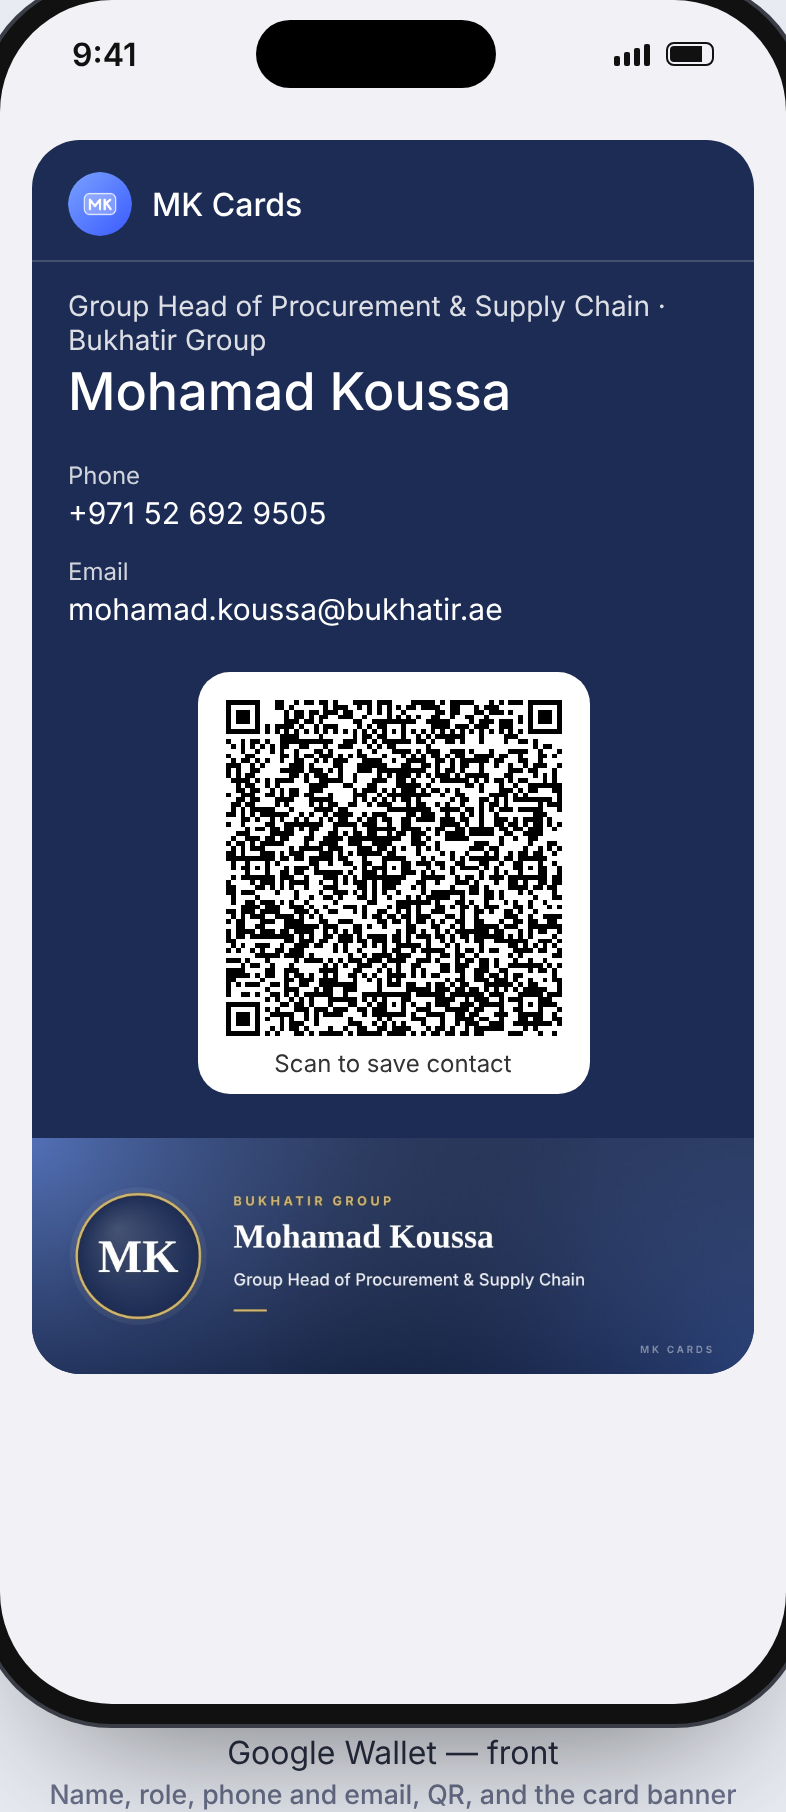 9:41
MK
MK Cards
Group Head of Procurement & Supply Chain ·
Bukhatir Group
Mohamad Koussa
Phone
+971 52 692 9505
Email
mohamad.koussa@bukhatir.ae
Scan to save contact
MK
BUKHATIR GROUP
Mohamad Koussa
Group Head of Procurement & Supply Chain
MK CARDS
Google Wallet — front
Name, role, phone and email, QR, and the card banner